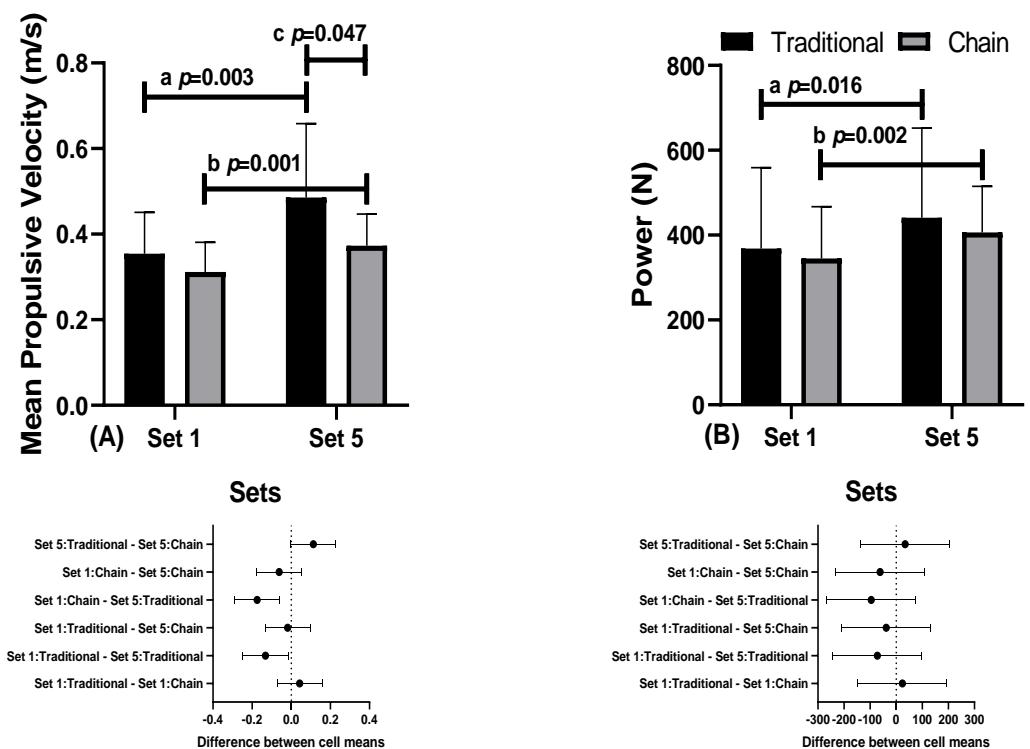 Mean Propulsive Velocity (m/s)
0.8
0.6
0.4
0.2
0.0
c p=0.047
a p=0.003
b p=0.001
(A)
Set 1
Set 5
Sets
Traditional
Chain
Power (N)
800
600
400
200
0
a p=0.016
b p=0.002
(B)
Set 1
Set 5
Sets
Set 5:Traditional - Set 5:Chain
Set 1:Chain - Set 5:Chain
Set 1:Chain - Set 5:Traditional
Set 1:Traditional - Set 5:Chain
Set 1:Traditional - Set 5:Traditional
Set 1:Traditional - Set 1:Chain
-0.4 -0.2 0.0 0.2 0.4
Difference between cell means
Set 5:Traditional - Set 5:Chain
Set 1:Chain - Set 5:Chain
Set 1:Chain - Set 5:Traditional
Set 1:Traditional - Set 5:Chain
Set 1:Traditional - Set 5:Traditional
Set 1:Traditional - Set 1:Chain
-300 -200 -100 0 100 200 300
Difference between cell means